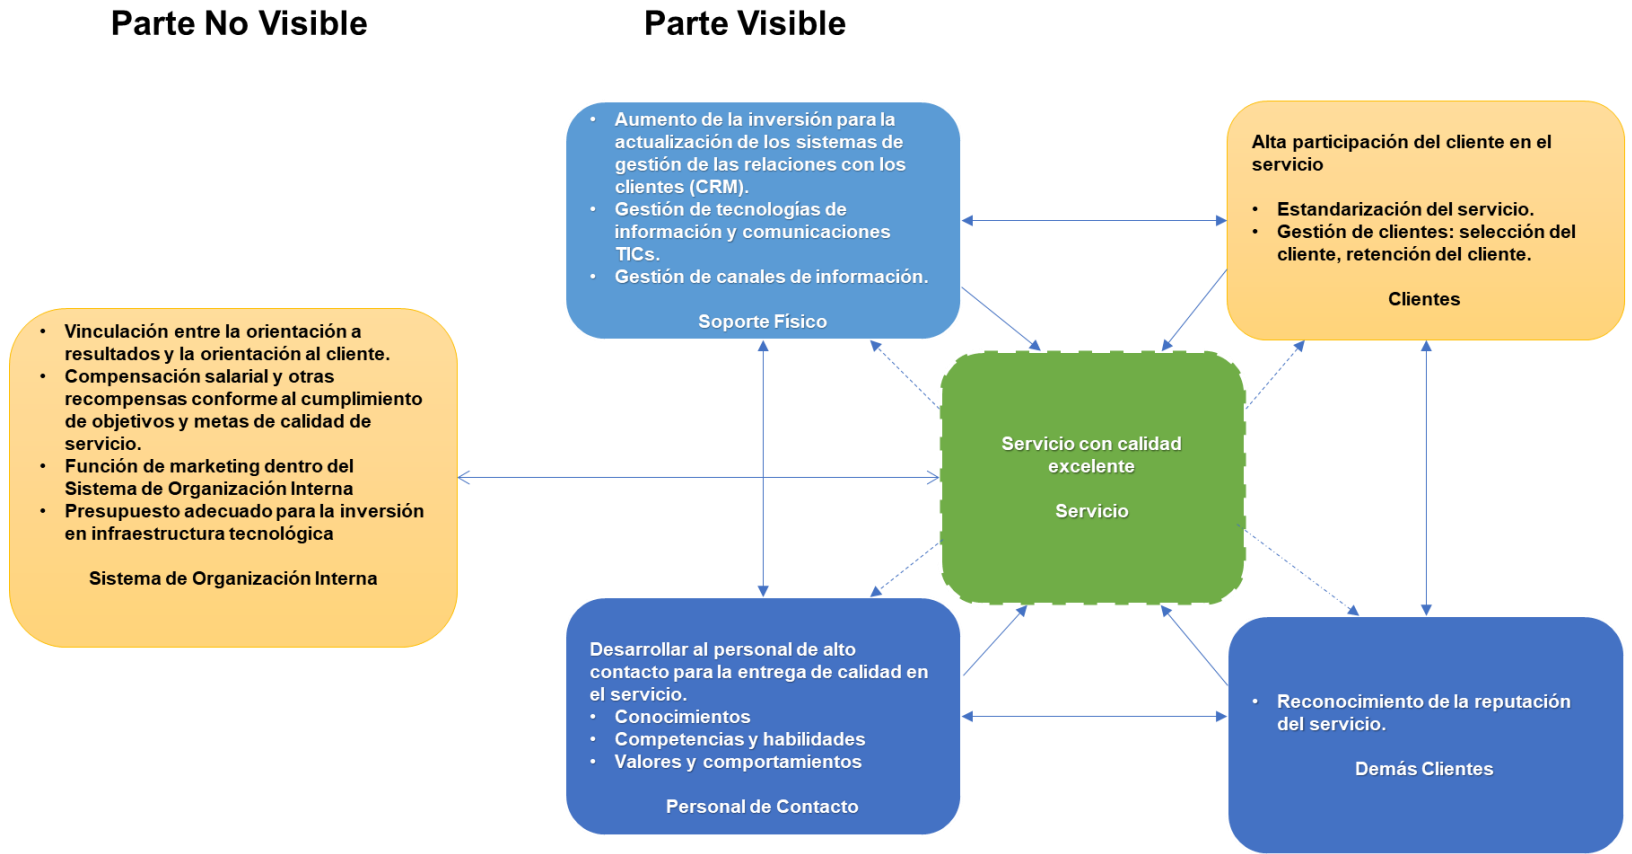 Parte No Visible
Parte Visible
• Aumento de la inversión para la
actualización de los sistemas de
gestión de las relaciones con los
clientes (CRM).
• Gestión de tecnologías de
información y comunicaciones
TICs.
• Gestión de canales de información.
Soporte Físico
Alta participación del cliente en el
servicio
• Estandarización del servicio.
• Gestión de clientes: selección del
cliente, retención del cliente.
Clientes
• Vinculación entre la orientación a
resultados y la orientación al cliente.
• Compensación salarial y otras
recompensas conforme al cumplimiento
de objetivos y metas de calidad de
servicio.
• Función de marketing dentro del
Sistema de Organización Interna
• Presupuesto adecuado para la inversión
en infraestructura tecnológica
Sistema de Organización Interna
Servicio con calidad
excelente
Servicio
Desarrollar al personal de alto
contacto para la entrega de calidad en
el servicio.
• Conocimientos
• Competencias y habilidades
• Valores y comportamientos
Personal de Contacto
• Reconocimiento de la reputación
del servicio.
Demás Clientes